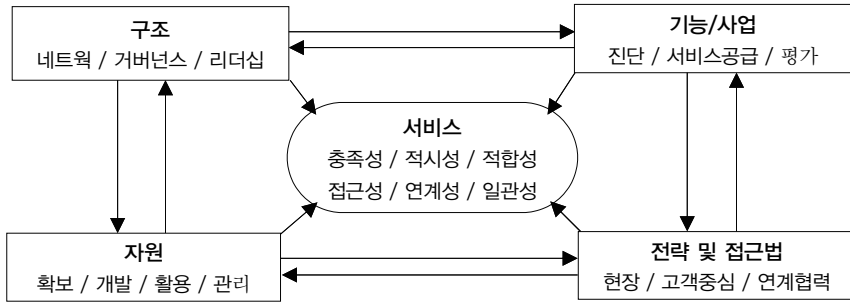 구조
네트웍 / 거버넌스 / 리더십
기능/사업
진단 / 서비스공급 / 평가
서비스
충족성 / 적시성 / 적합성
접근성 / 연계성 / 일관성
자원
확보 / 개발 / 활용 / 관리
전략 및 접근법
현장 / 고객중심 / 연계협력